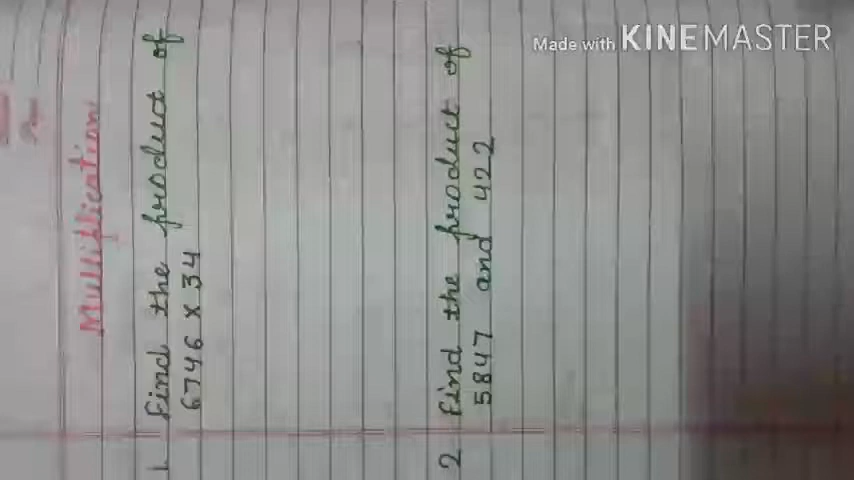 Made with KINEMASTER
Multiplication
1 Find the product of
6746 x 34
2 Find the product of
5847 and 422